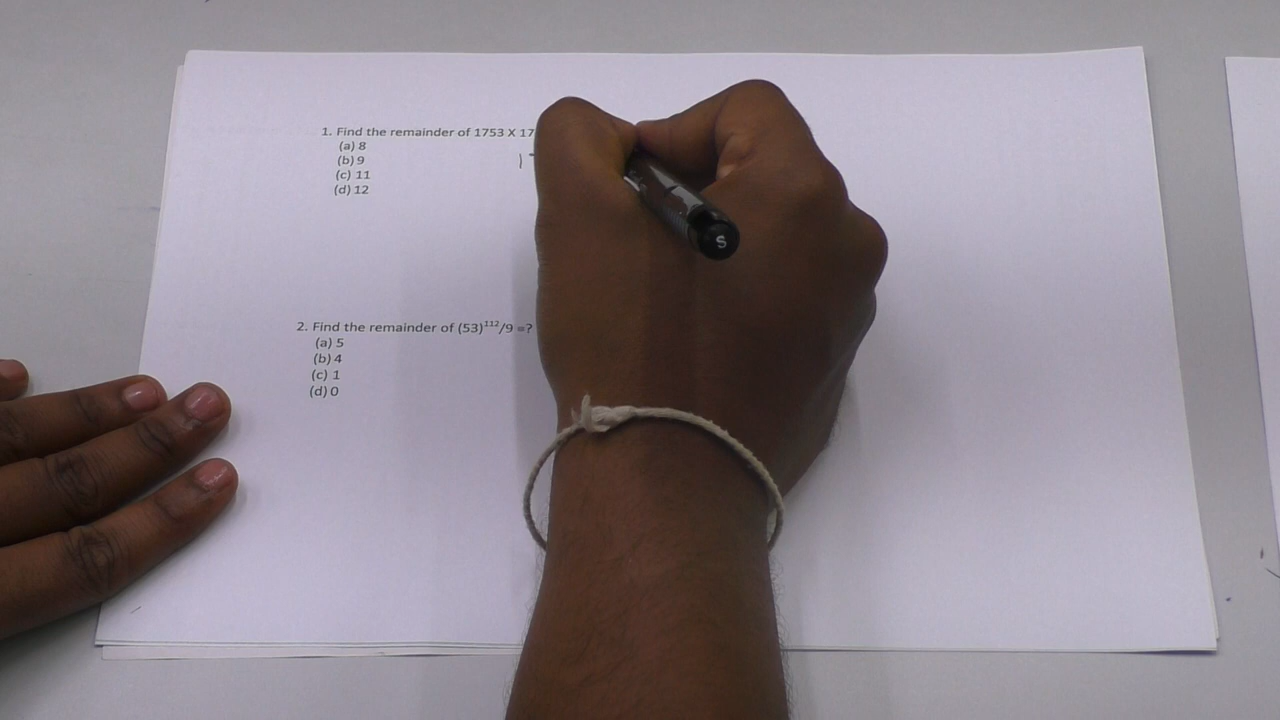 1. Find the remainder of 1753 X 17
(a) 8
(b) 9
(c) 11
(d) 12
2. Find the remainder of (53)¹¹²/9 =?
(a) 5
(b) 4
(c) 1
(d) 0
S